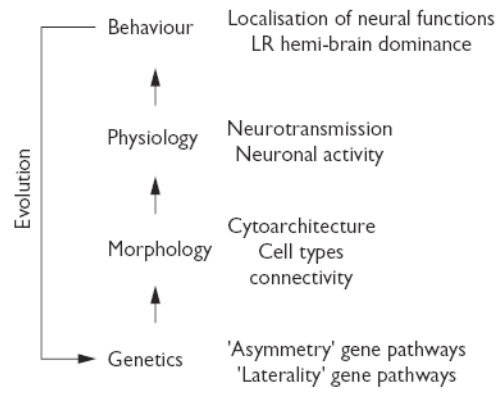 Behaviour
Localisation of neural functions
LR hemi-brain dominance
Physiology
Neurotransmission
Neuronal activity
Evolution
Morphology
Cytoarchitecture
Cell types
connectivity
Genetics
'Asymmetry' gene pathways
'Laterality' gene pathways